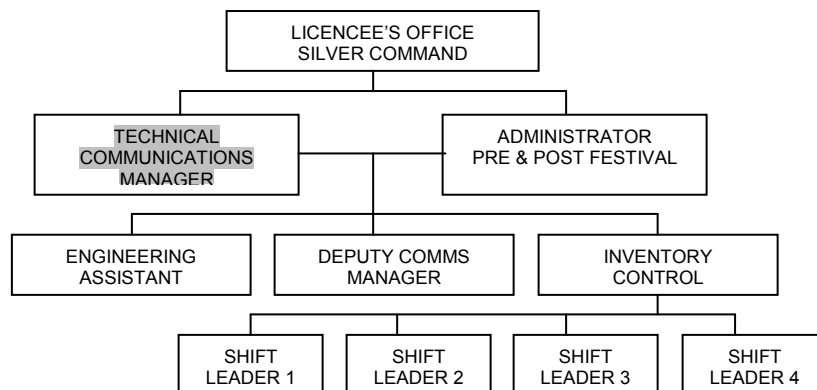 LICENCEE'S OFFICE
SILVER COMMAND
TECHNICAL
COMMUNICATIONS
MANAGER
ADMINISTRATOR
PRE & POST FESTIVAL
ENGINEERING
ASSISTANT
DEPUTY COMMS
MANAGER
INVENTORY
CONTROL
SHIFT
LEADER 1
SHIFT
LEADER 2
SHIFT
LEADER 3
SHIFT
LEADER 4